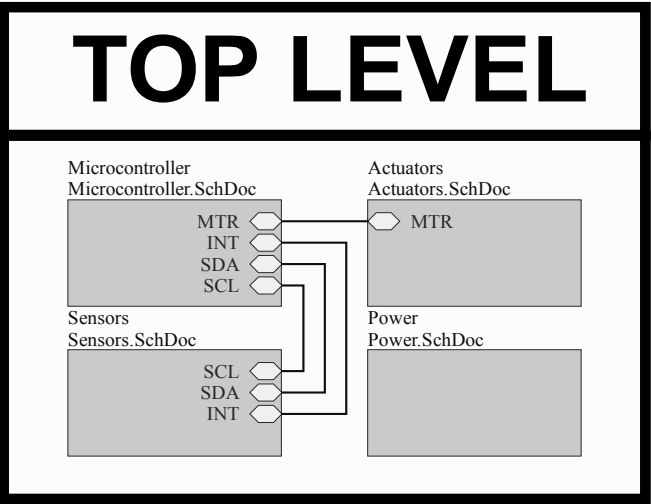 TOP LEVEL
Microcontroller
Microcontroller.SchDoc
MTR
INT
SDA
SCL
Actuators
Actuators.SchDoc
MTR
Sensors
Sensors.SchDoc
SCL
SDA
INT
Power
Power.SchDoc